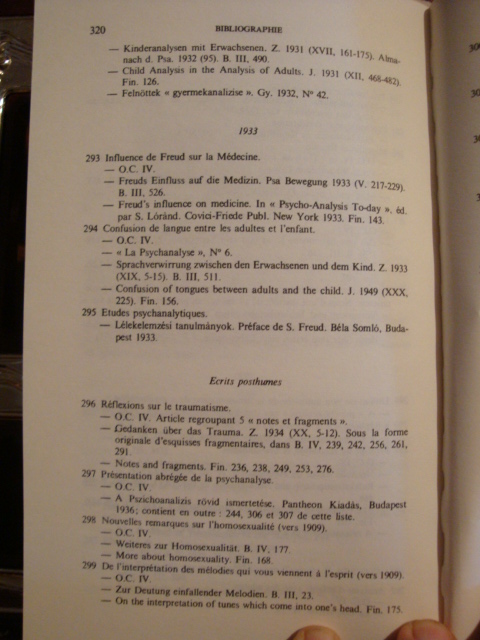 320 BIBLIOGRAPHIE
— Kinderanalysen mit Erwachsenen. Z. 1931 (XVII, 161-175). Alma-
nach d. Psa. 1932 (95). B. III, 490.
— Child Analysis in the Analysis of Adults. J. 1931 (XII, 468-482).
Fin. 126.
— Felnöttek « gyermekanalizise ». Gy. 1932, N° 42.
1933
293 Influence de Freud sur la Médecine.
— O.C. IV.
— Freuds Einfluss auf die Medizin. Psa Bewegung 1933 (V. 217-229).
B. III, 526.
— Freud's influence on medicine. In « Psycho-Analysis To-day », éd.
par S. Lóránd. Covici-Friede Publ. New York 1933. Fin. 143.
294 Confusion de langue entre les adultes et l'enfant.
— O.C. IV.
— « La Psychanalyse », N° 6.
— Sprachverwirrung zwischen den Erwachsenen und dem Kind. Z. 1933
(XIX, 5-15). B. III, 511.
— Confusion of tongues between adults and the child. J. 1949 (XXX,
225). Fin. 156.
295 Etudes psychanalytiques.
— Lélekelemzési tanulmányok. Préface de S. Freud. Béla Somló, Buda-
pest 1933.
Ecrits posthumes
296 Réflexions sur le traumatisme.
— O.C. IV. Article regroupant 5 « notes et fragments ».
— Gedanken über das Trauma. Z. 1934 (XX, 5-12). Sous la forme
originale d'esquisses fragmentaires, dans B. IV, 239, 242, 256, 261,
291.
— Notes and fragments. Fin. 236, 238, 249, 253, 276.
297 Présentation abrégée de la psychanalyse.
— O.C. IV.
— A Pszichoanalizis rövid ismertetése. Pantheon Kiadás, Budapest
1936; contient en outre : 244, 306 et 307 de cette liste.
298 Nouvelles remarques sur l'homosexualité (vers 1909).
— O.C. IV.
— Weiteres zur Homosexualität. B. IV, 177.
— More about homosexuality. Fin. 168.
299 De l'interprétation des mélodies qui vous viennent à l'esprit (vers 1909).
— O.C. IV.
— Zur Deutung einfallender Melodien. B. III, 23.
— On the interpretation of tunes which come into one's head. Fin. 175.